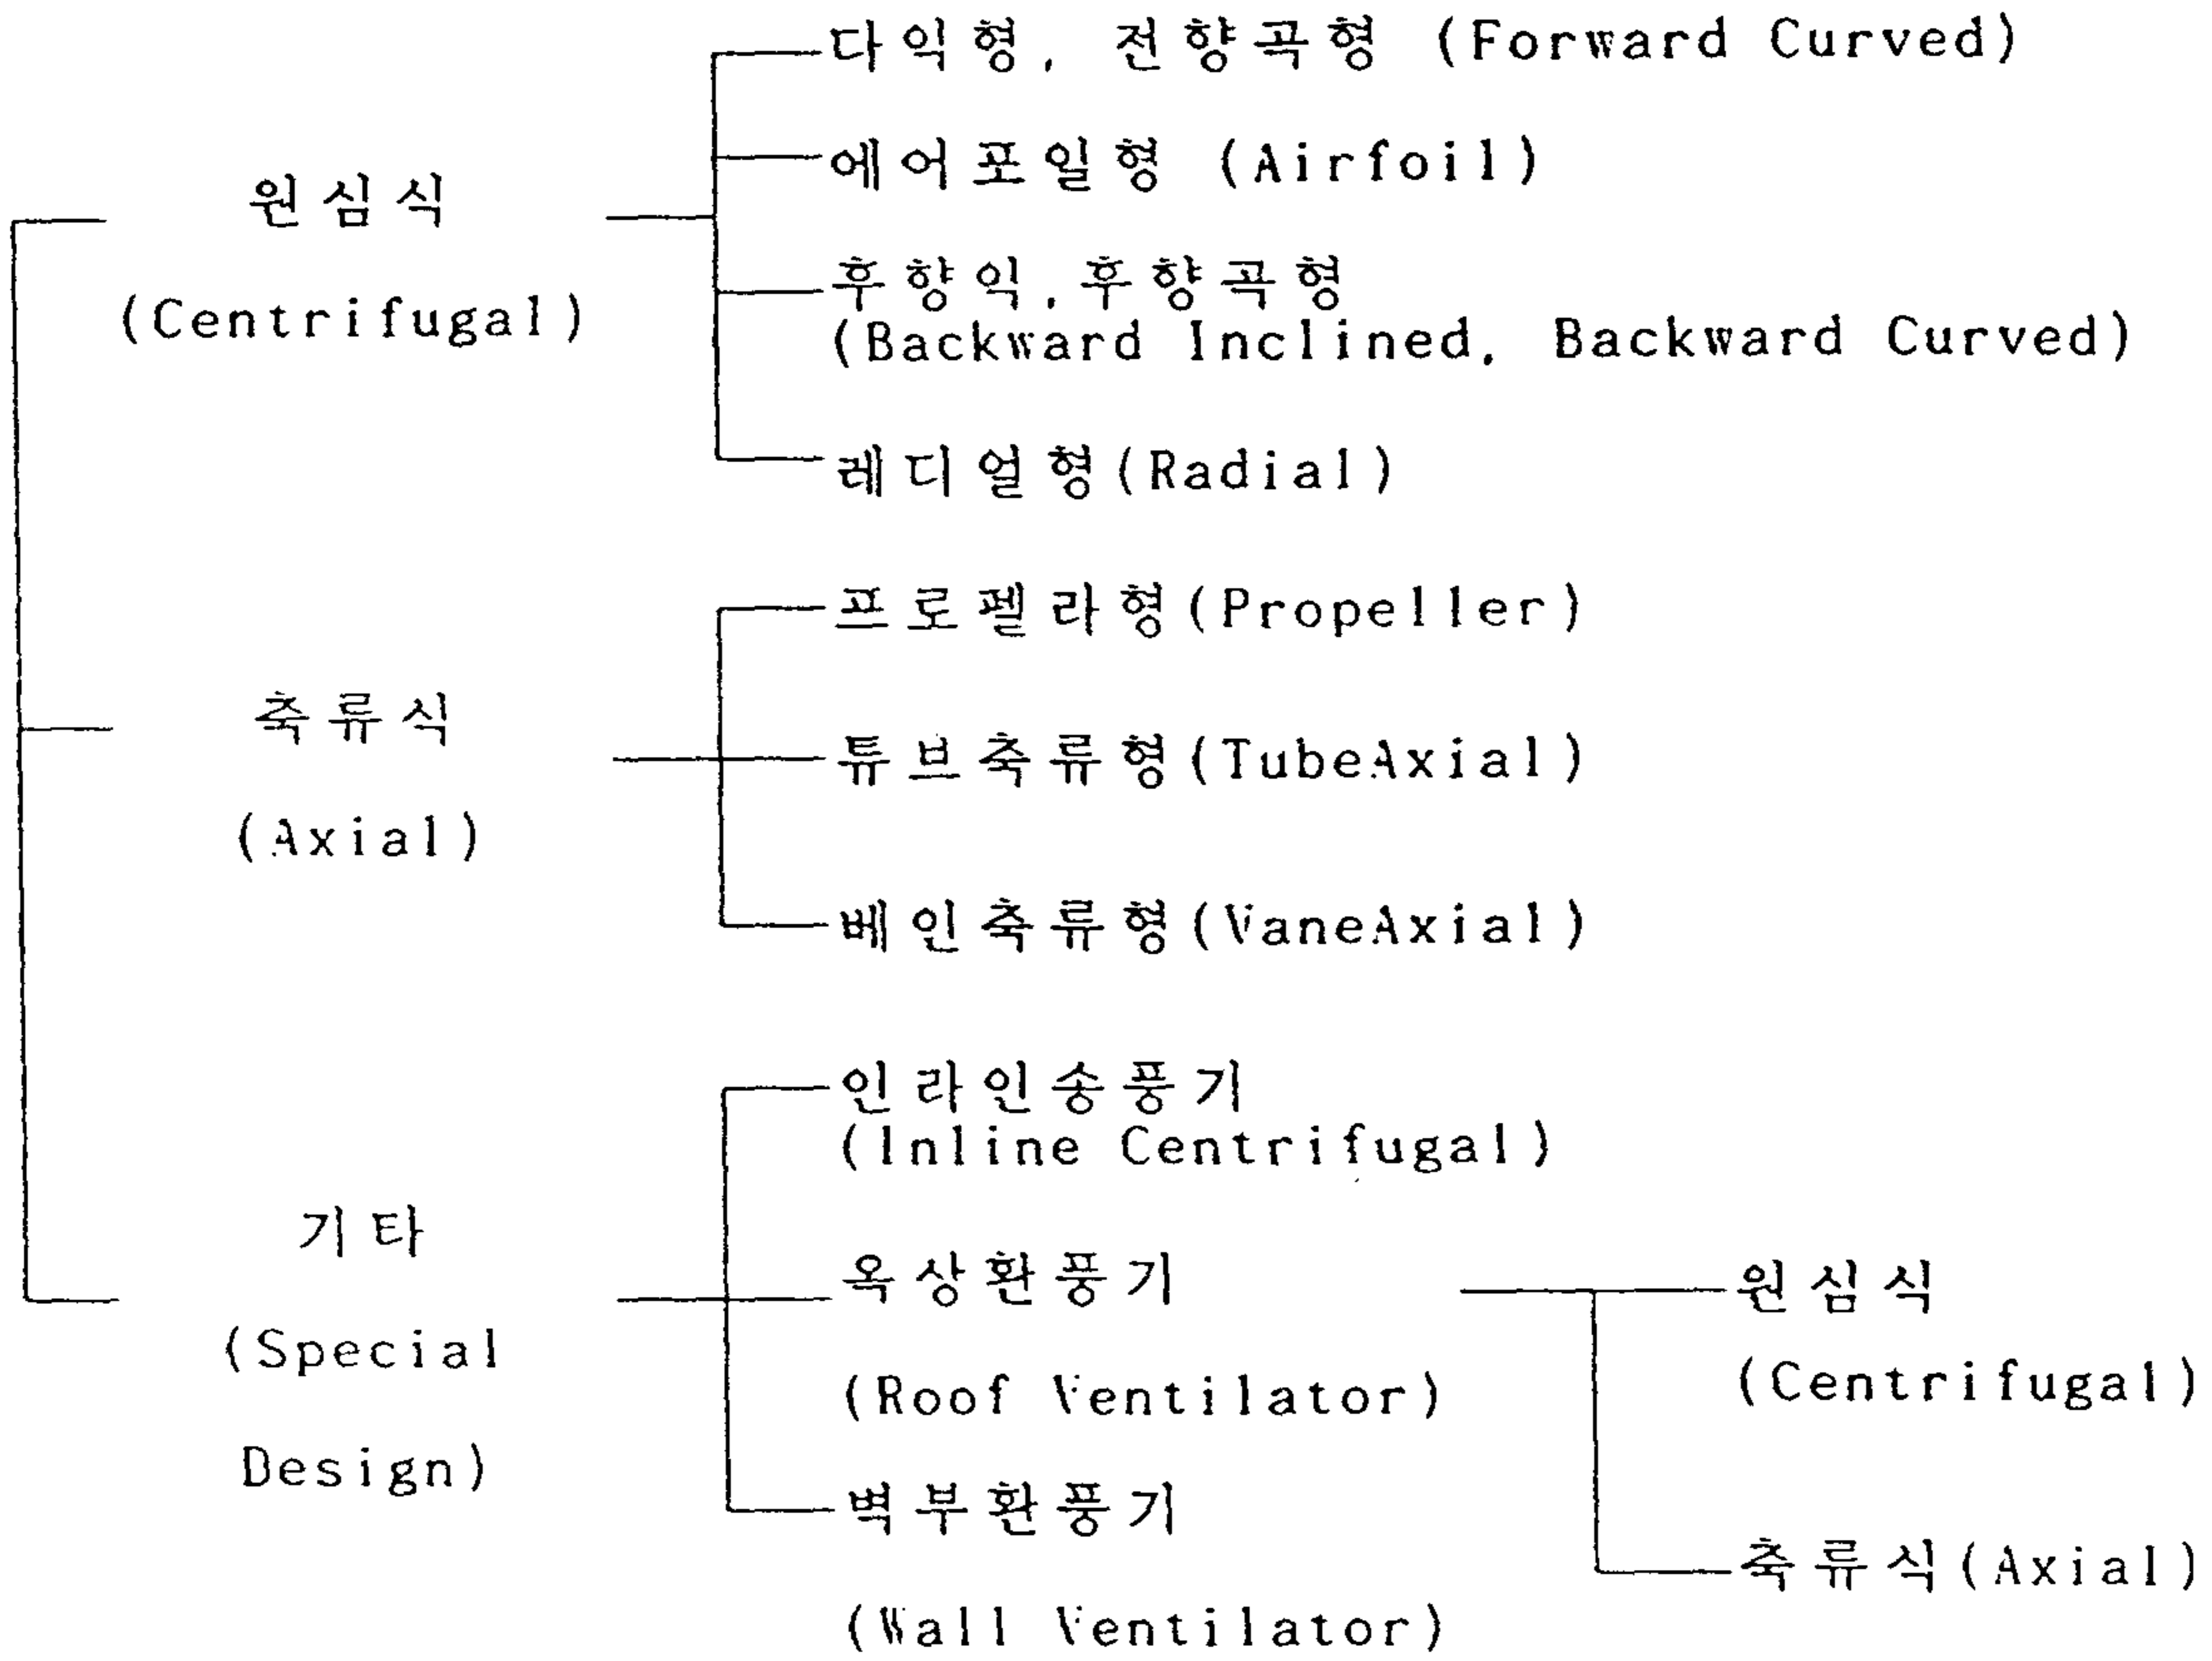 다익형, 전향곡형 (Forward Curved)
에어포일형 (Airfoil)
원심식
(Centrifugal)
후향익,후향곡형
(Backward Inclined, Backward Curved)
레디얼형(Radial)
프로펠라형(Propeller)
축류식
(Axial)
튜브축류형(TubeAxial)
베인축류형(VaneAxial)
인라인송풍기
(Inline Centrifugal)
기타
(Special
Design)
옥상환풍기
(Roof Ventilator)
원심식
(Centrifugal)
벽부환풍기
(Wall Ventilator)
축류식(Axial)